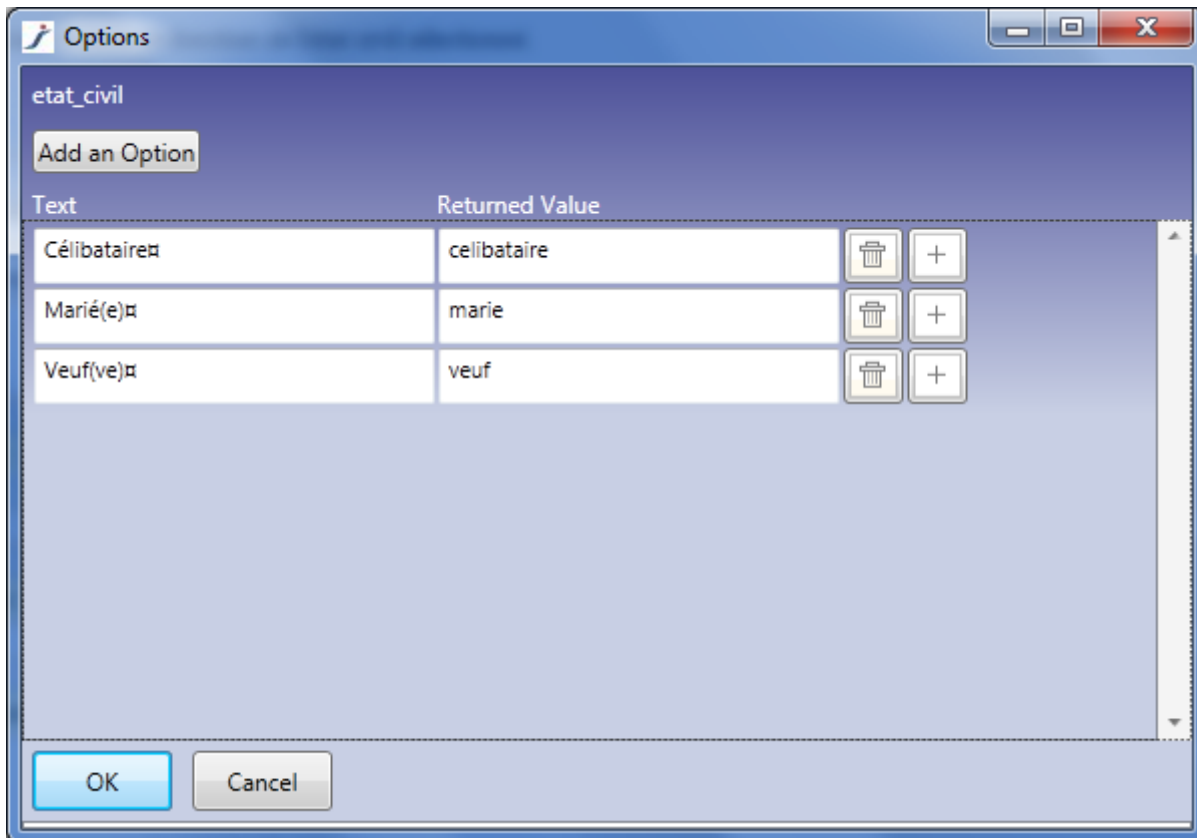 Options
etat_civil
Add an Option
Text Returned Value
Célibataire¤ celibataire
Marié(e)¤ marie
Veuf(ve)¤ veuf
OK Cancel